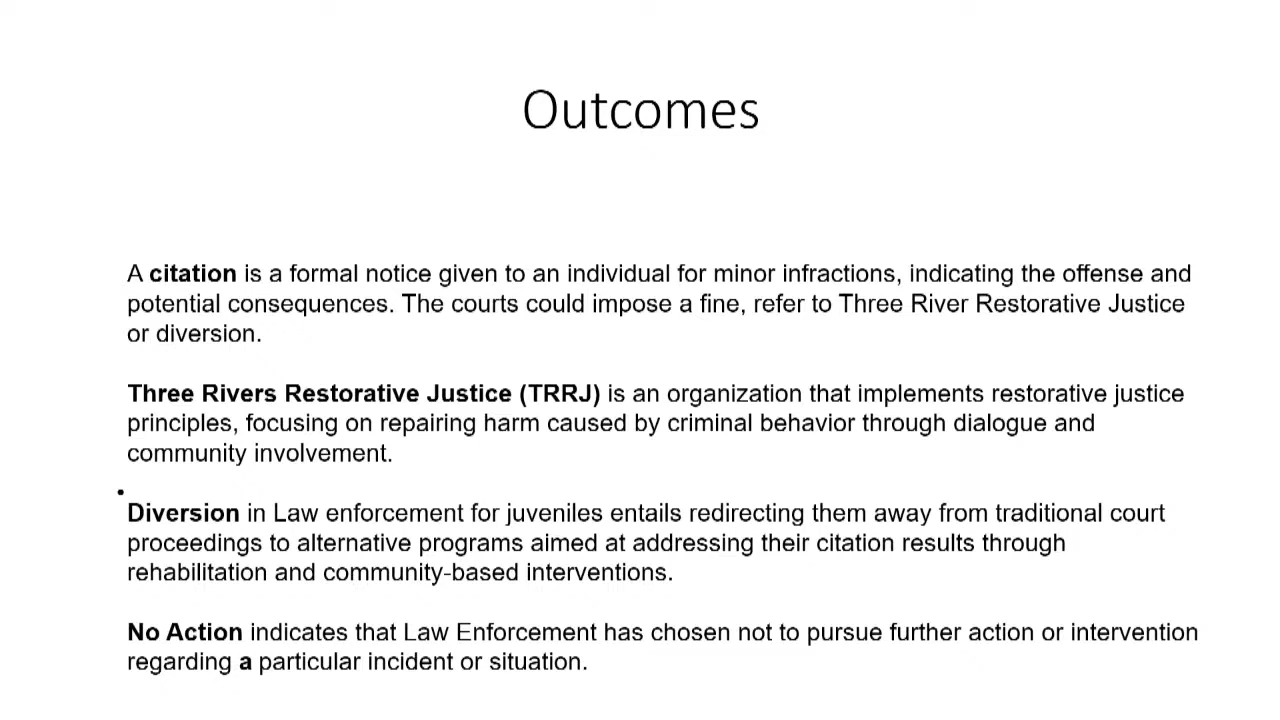 Outcomes
A citation is a formal notice given to an individual for minor infractions, indicating the offense and
potential consequences. The courts could impose a fine, refer to Three River Restorative Justice
or diversion.
Three Rivers Restorative Justice (TRRJ) is an organization that implements restorative justice
principles, focusing on repairing harm caused by criminal behavior through dialogue and
community involvement.
•
Diversion in Law enforcement for juveniles entails redirecting them away from traditional court
proceedings to alternative programs aimed at addressing their citation results through
rehabilitation and community-based interventions.
No Action indicates that Law Enforcement has chosen not to pursue further action or intervention
regarding a particular incident or situation.